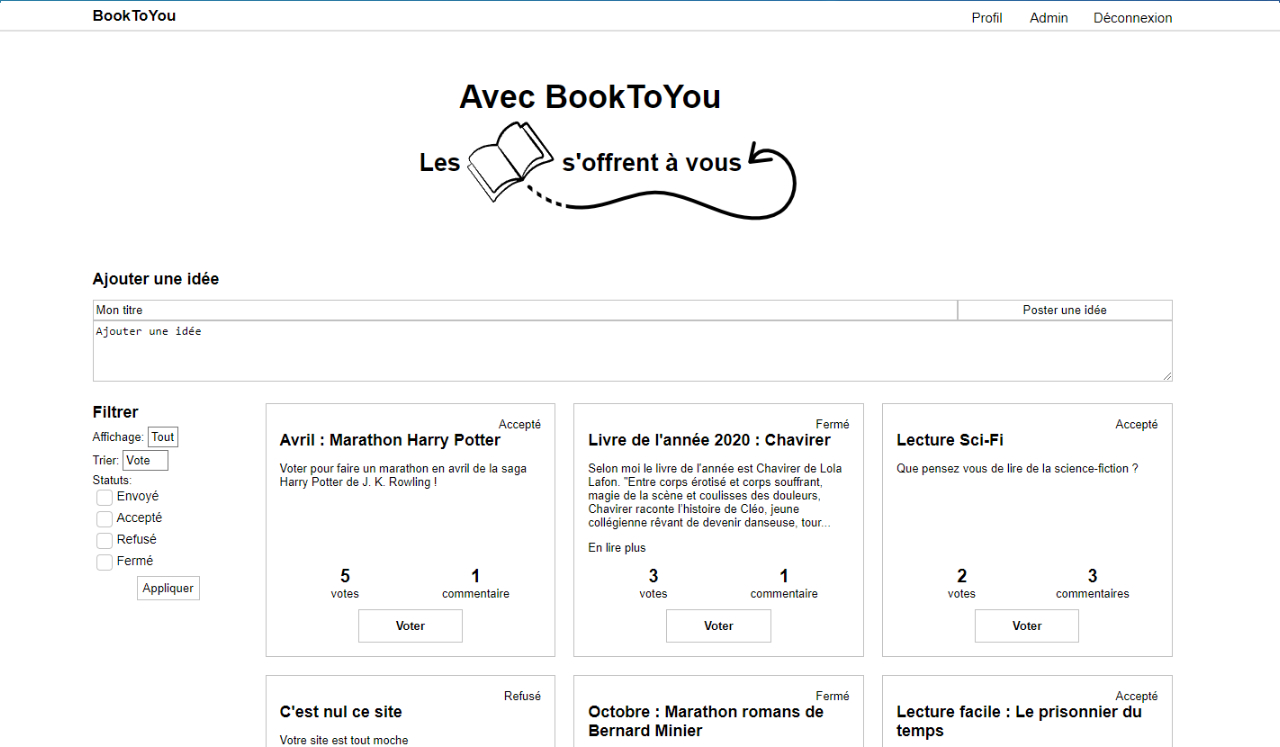 BookToYou
Profil
Admin
Déconnexion
Avec BookToYou
Les s'offrent à vous
Ajouter une idée
Mon titre
Poster une idée
Ajouter une idée
Filtrer
Affichage: Tout
Trier: Vote
Statuts:
Envoyé
Accepté
Refusé
Fermé
Appliquer
Accepté
Avril : Marathon Harry Potter
Voter pour faire un marathon en avril de la saga
Harry Potter de J. K. Rowling !
5
votes
1
commentaire
Voter
Fermé
Livre de l'année 2020 : Chavirer
Selon moi le livre de l'année est Chavirer de Lola
Lafon. "Entre corps érotisé et corps souffrant,
magie de la scène et coulisses des douleurs,
Chavirer raconte l'histoire de Cléo, jeune
collégienne rêvant de devenir danseuse, tour...
En lire plus
3
votes
1
commentaire
Voter
Accepté
Lecture Sci-Fi
Que pensez vous de lire de la science-fiction ?
2
votes
3
commentaires
Voter
Refusé
C'est nul ce site
Votre site est tout moche
Fermé
Octobre : Marathon romans de
Bernard Minier
Accepté
Lecture facile : Le prisonnier du
temps